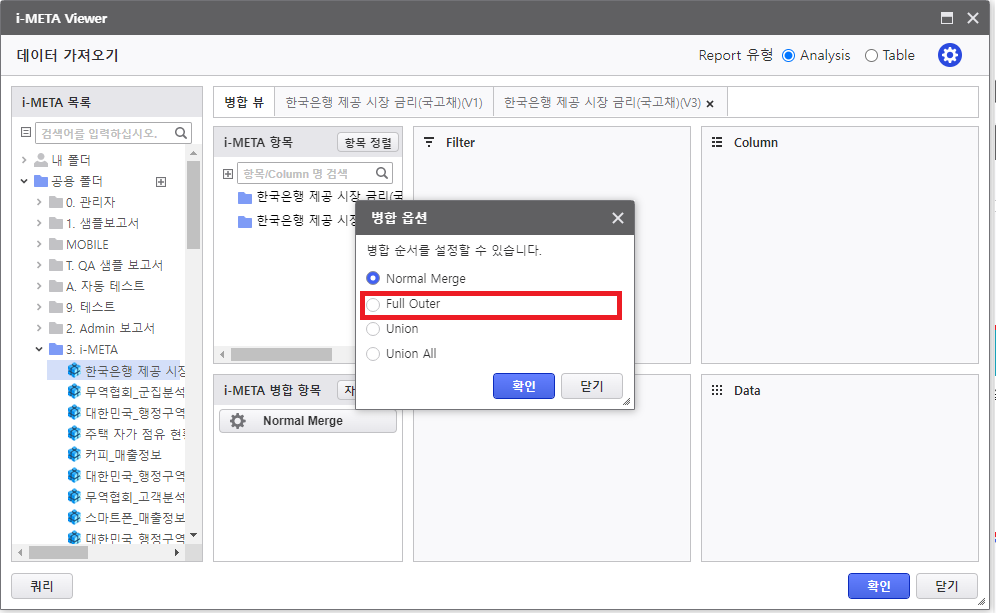 i-META Viewer
데이터 가져오기
Report 유형 Analysis Table
i-META 목록
검색어를 입력하십시오.
내 폴더
공용 폴더
0. 관리자
1. 샘플보고서
MOBILE
T. QA 샘플 보고서
A. 자동 테스트
9. 테스트
2. Admin 보고서
3. i-META
한국은행 제공 시장
무역협회_군집분석
대한민국_행정구역
주택 자가 점유 현
커피_매출정보
대한민국_행정구역
무역협회_고객분석
스마트폰_매출정보
대한민국 행정구역
병합 뷰 한국은행 제공 시장 금리(국고채)(V1) 한국은행 제공 시장 금리(국고채)(V3)
i-META 항목 항목 정렬
항목/Column 명 검색
한국은행 제공 시장 금리(국
한국은행 제공 시장
Filter
Column
병합 옵션
병합 순서를 설정할 수 있습니다.
Normal Merge
Full Outer
Union
Union All
확인 닫기
i-META 병합 항목
Normal Merge
Data
쿼리
확인 닫기